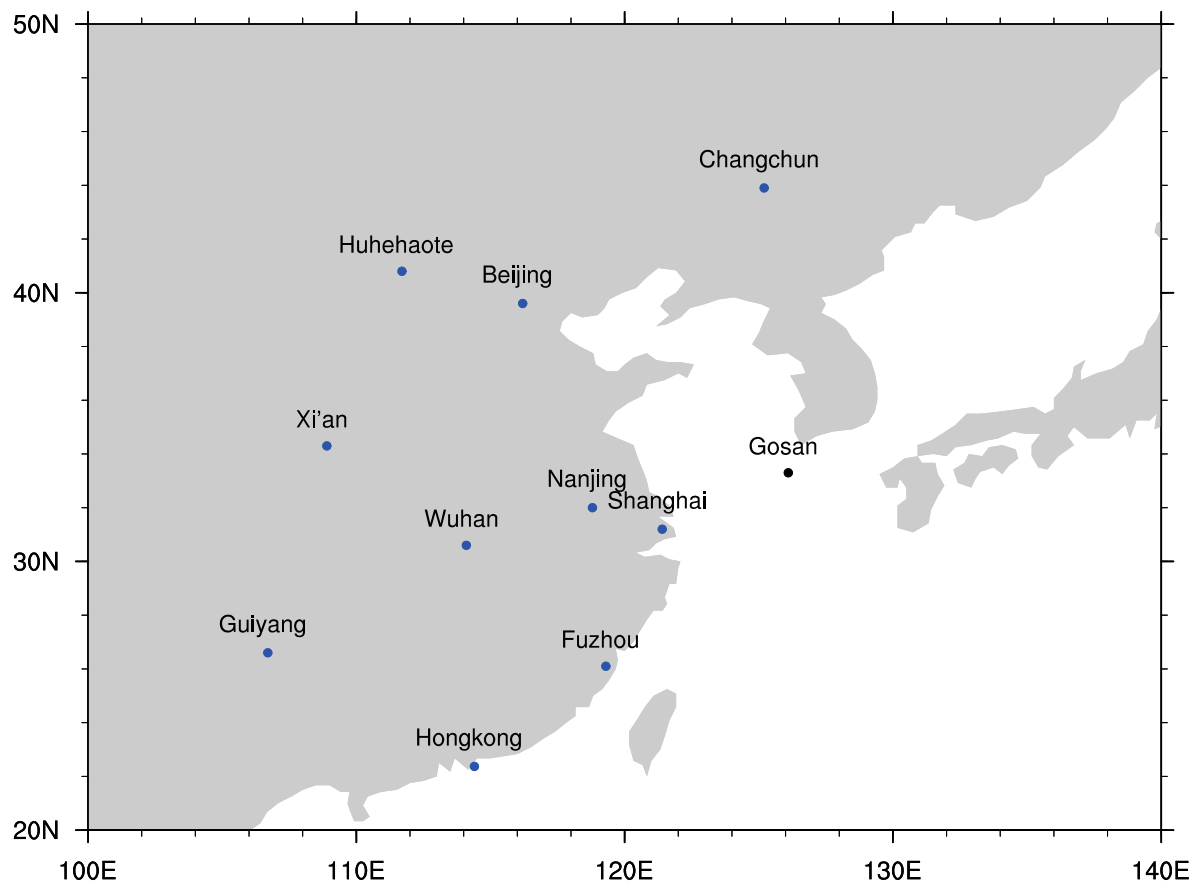 50N
Changchun
Huhehaote
Beijing
40N
Xi'an
Gosan
Nanjing
Shanghai
Wuhan
30N
Guiyang
Fuzhou
Hongkong
20N
100E 110E 120E 130E 140E